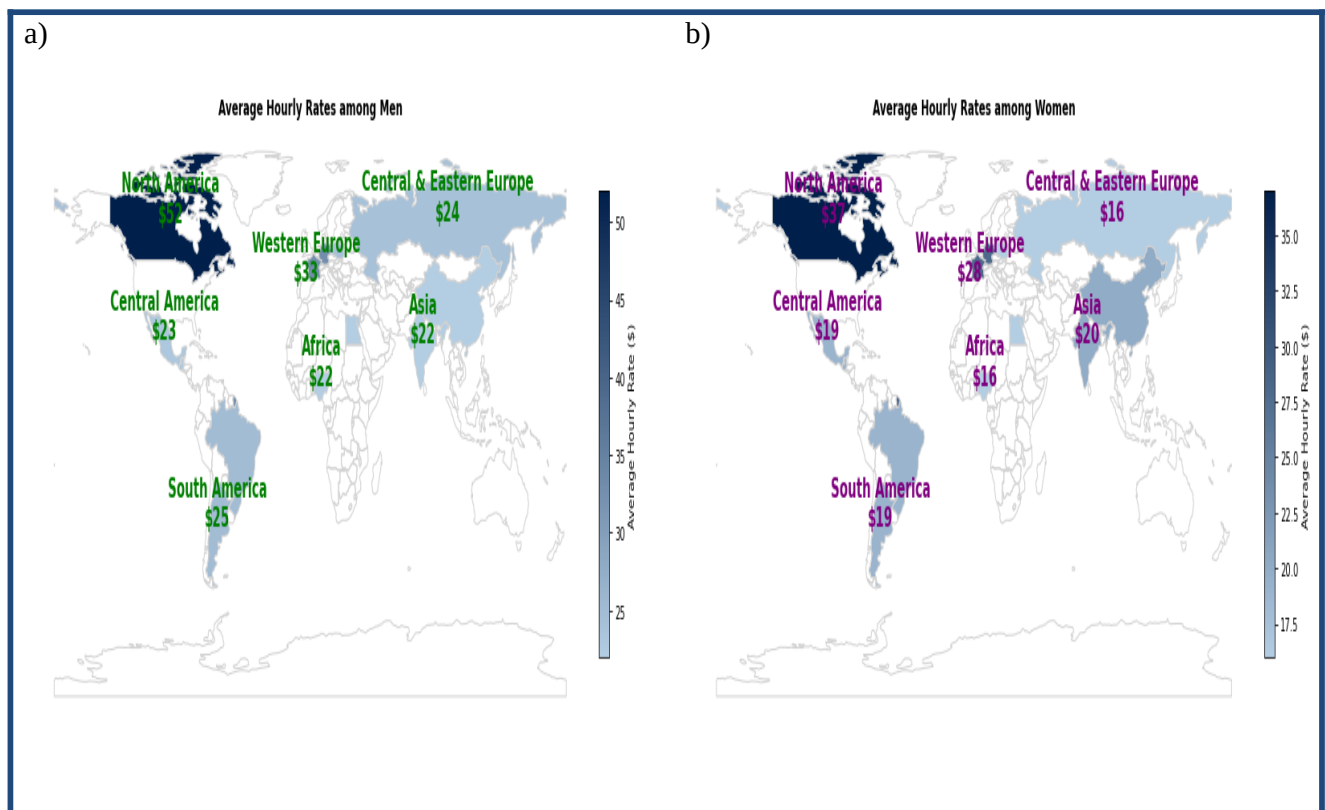 a)
Average Hourly Rates among Men
North America
$52
Central & Eastern Europe
$24
Western Europe
$33
Central America
$23
Asia
$22
Africa
$22
South America
$25
50
45
40
35
30
25
Average Hourly Rate ($)
b)
Average Hourly Rates among Women
North America
$37
Central & Eastern Europe
$16
Western Europe
$28
Central America
$19
Asia
$20
Africa
$16
South America
$19
35.0
32.5
30.0
27.5
25.0
22.5
20.0
17.5
Average Hourly Rate ($)